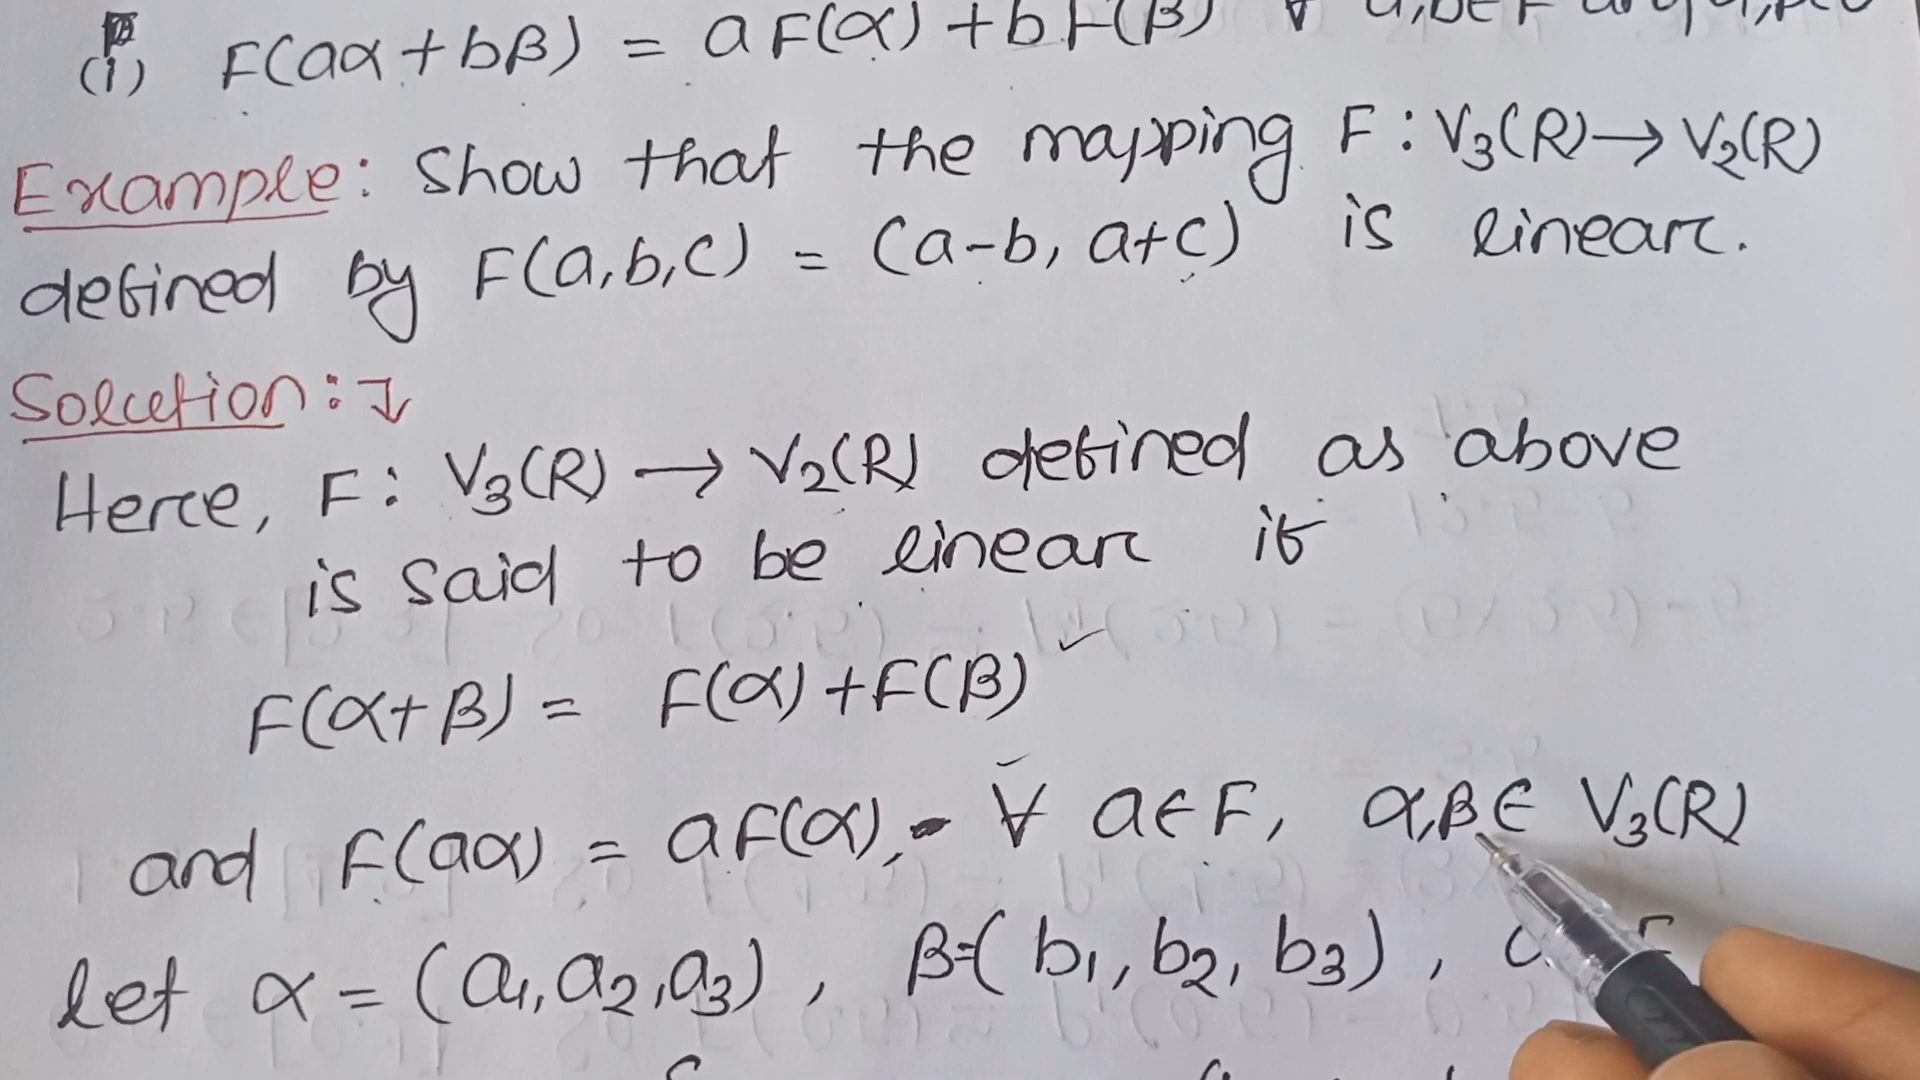 (i) F(aα+bβ) = aF(α)+bF(β) ∀ a,b∈F
Example: Show that the mapping F:V₃(R)→V₂(R)
defined by F(a,b,c) = (a-b, a+c) is linear.
Solution:↓
Here, F: V₃(R) → V₂(R) defined as above
is said to be linear if
F(α+β) = F(α)+F(β) ✓
and F(aα) = aF(α), - ∀ a∈F, α,β∈ V₃(R)
let α = (a₁,a₂,a₃), β=(b₁,b₂,b₃),